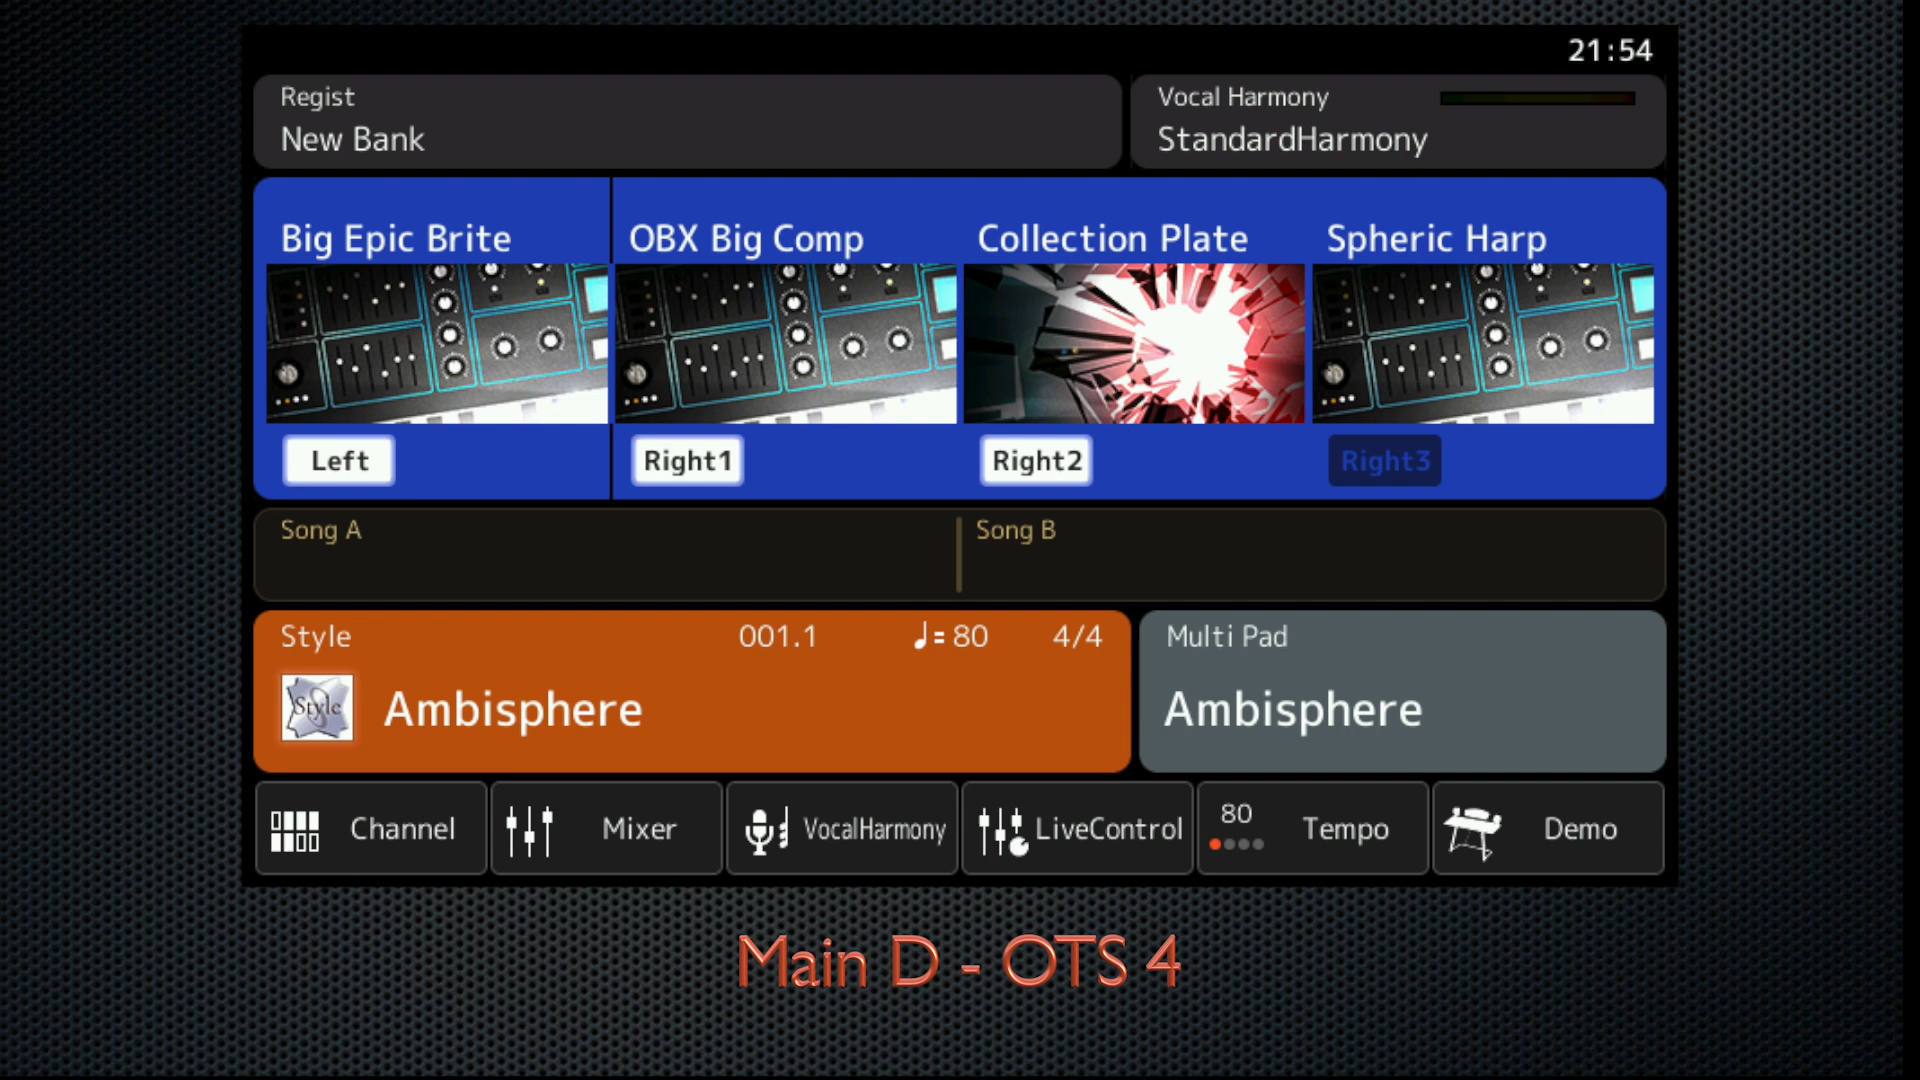 21:54
Regist
New Bank
Vocal Harmony
StandardHarmony
Big Epic Brite
OBX Big Comp
Collection Plate
Spheric Harp
Left
Right1
Right2
Right3
Song A
Song B
Style
001.1
♩= 80
4/4
Style
Ambisphere
Multi Pad
Ambisphere
Channel
Mixer
VocalHarmony
LiveControl
80
Tempo
Demo
Main D - OTS 4